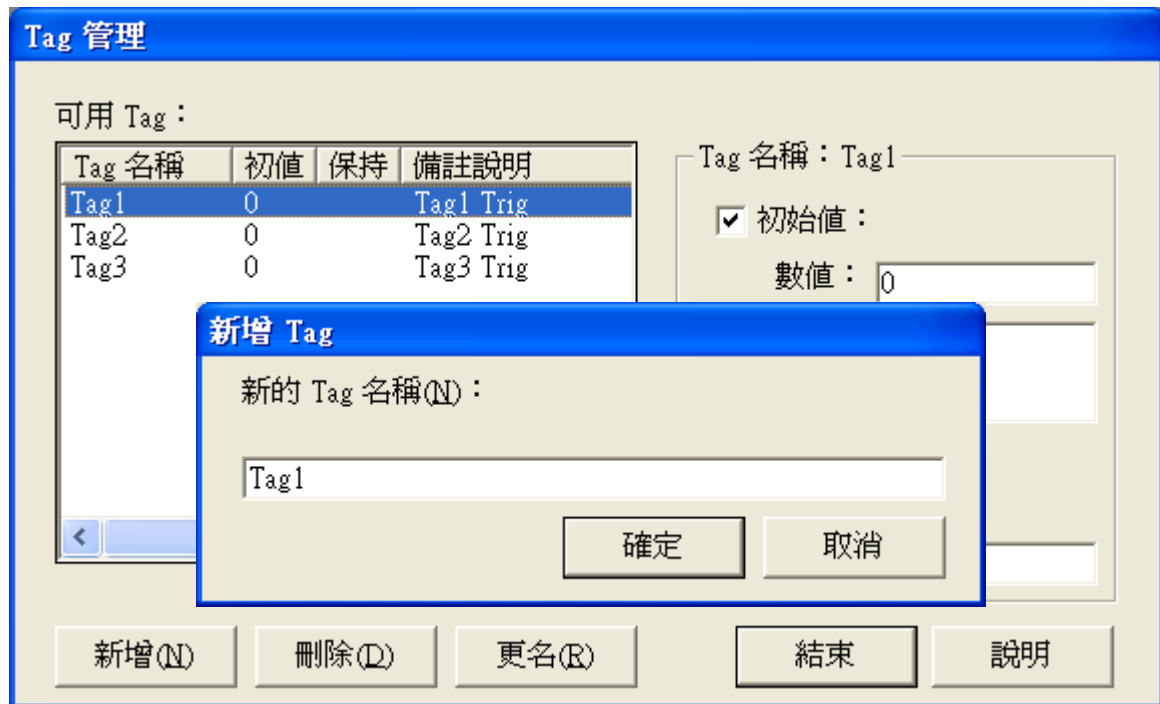 Tag 管理
可用 Tag：
Tag 名稱 初值 保持 備註說明
Tag1 0 Tag1 Trig
Tag2 0 Tag2 Trig
Tag3 0 Tag3 Trig
Tag 名稱：Tag1
初始值：
數值： 0
新增 Tag
新的 Tag 名稱(N)：
Tag1
確定 取消
新增(N) 刪除(D) 更名(R) 結束 說明